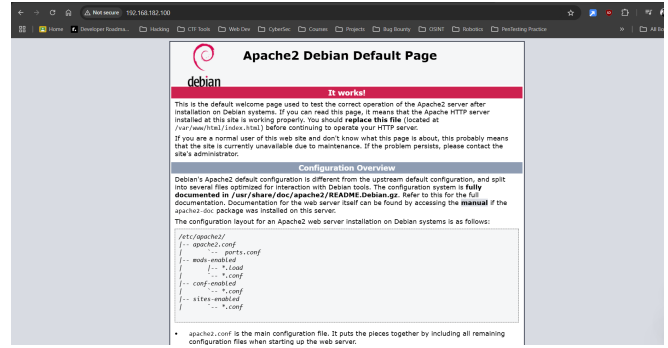 Not secure 192.168.182.100
Home Developer Roadma... Hacking CTF Tools Web Dev CyberSec Courses Projects Bug Bounty OSINT Robotics PenTesting Practice
Apache2 Debian Default Page
debian
It works!
This is the default welcome page used to test the correct operation of the Apache2 server after
installation on Debian systems. If you can read this page, it means that the Apache HTTP server
installed at this site is working properly. You should replace this file (located at
/var/www/html/index.html) before continuing to operate your HTTP server.
If you are a normal user of this web site and don't know what this page is about, this probably means
that the site is currently unavailable due to maintenance. If the problem persists, please contact the
site's administrator.
Configuration Overview
Debian's Apache2 default configuration is different from the upstream default configuration, and split
into several files optimized for interaction with Debian tools. The configuration system is fully
documented in /usr/share/doc/apache2/README.Debian.gz. Refer to this for the full
documentation. Documentation for the web server itself can be found by accessing the manual if the
apache2-doc package was installed on this server.
The configuration layout for an Apache2 web server installation on Debian systems is as follows:
/etc/apache2/
|-- apache2.conf
|       `--  ports.conf
|-- mods-enabled
|       |-- *.load
|       `-- *.conf
|-- conf-enabled
|       `-- *.conf
|-- sites-enabled
|       `-- *.conf
• apache2.conf is the main configuration file. It puts the pieces together by including all remaining
configuration files when starting up the web server.